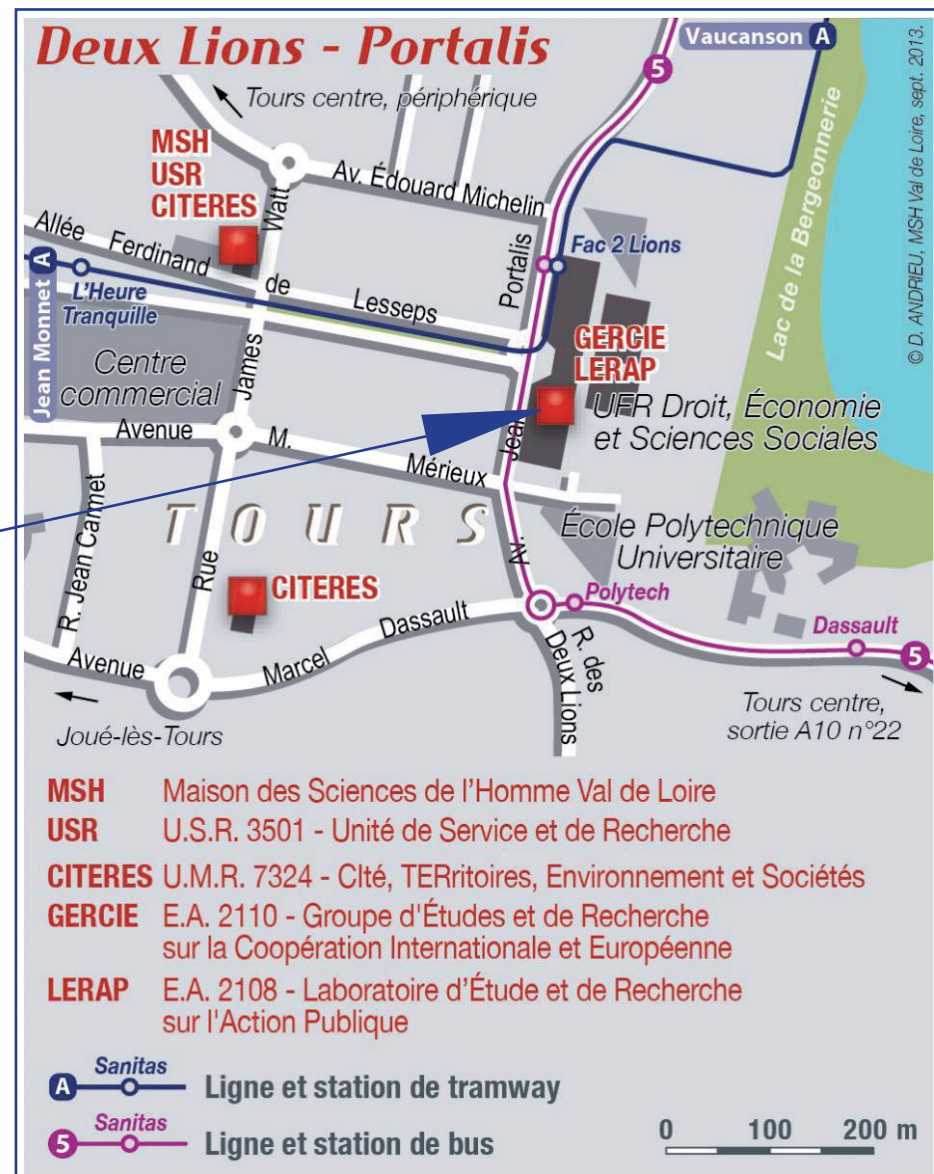 Deux Lions - Portalis
Vaucanson A
© D. ANDRIEU, MSH Val de Loire, sept. 2013.
5
Tours centre, périphérique
MSH
USR
CITERES
Watt
Av. Édouard Michelin
Lac de la Bergeonnerie
Allée Ferdinand de Lesseps
Portalis
Fac 2 Lions
Jean Monnet A
L'Heure
Tranquille
GERCIE
LERAP
Centre
commercial
James
UFR Droit, Économie
et Sciences Sociales
Avenue M. Mérieux
Jean
TOURS
Av.
École Polytechnique
Universitaire
R. Jean Carmet
Rue
CITERES
Polytech
Dassault
5
Avenue Marcel Dassault
R. des
Deux Lions
Joué-lès-Tours
Tours centre,
sortie A10 n°22
MSH Maison des Sciences de l'Homme Val de Loire
USR U.S.R. 3501 - Unité de Service et de Recherche
CITERES U.M.R. 7324 - CIté, TERritoires, Environnement et Sociétés
GERCIE E.A. 2110 - Groupe d'Études et de Recherche
sur la Coopération Internationale et Européenne
LERAP E.A. 2108 - Laboratoire d'Étude et de Recherche
sur l'Action Publique
Sanitas
A Ligne et station de tramway
Sanitas
5 Ligne et station de bus
0 100 200 m